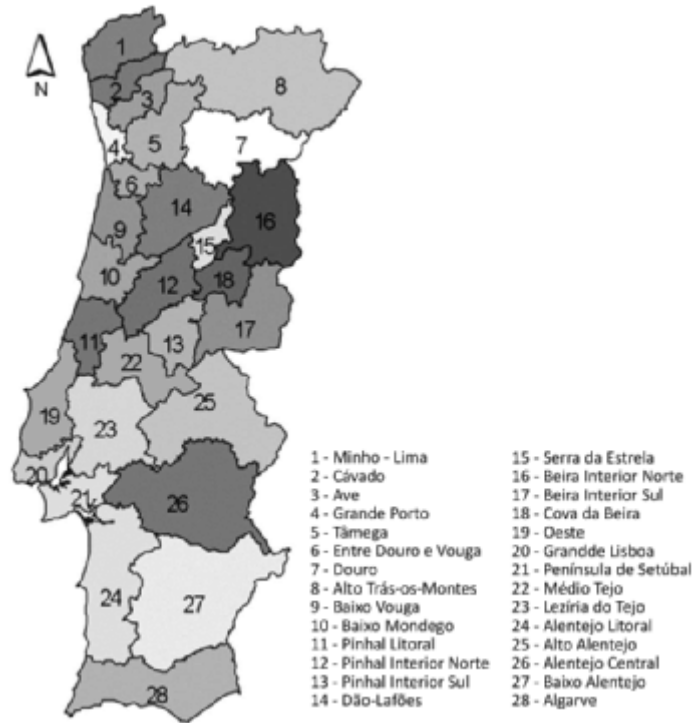 1
N
2
3
8
4
5
7
6
14
16
9
15
10
12
18
11
13
17
22
25
19
23
20
21
26
24
27
28
1 - Minho - Lima
2 - Cávado
3 - Ave
4 - Grande Porto
5 - Tâmega
6 - Entre Douro e Vouga
7 - Douro
8 - Alto Trás-os-Montes
9 - Baixo Vouga
10 - Baixo Mondego
11 - Pinhal Litoral
12 - Pinhal Interior Norte
13 - Pinhal Interior Sul
14 - Dão-Lafões
15 - Serra da Estrela
16 - Beira Interior Norte
17 - Beira Interior Sul
18 - Cova da Beira
19 - Oeste
20 - Grandde Lisboa
21 - Península de Setúbal
22 - Médio Tejo
23 - Lezíria do Tejo
24 - Alentejo Litoral
25 - Alto Alentejo
26 - Alentejo Central
27 - Baixo Alentejo
28 - Algarve